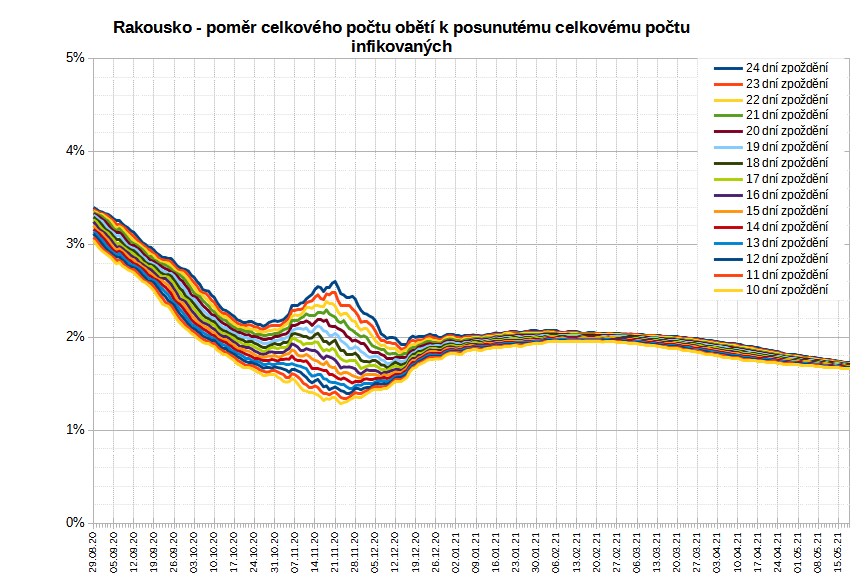 Rakousko - poměr celkového počtu obětí k posunutému celkovému počtu
infikovaných
5%
4%
3%
2%
1%
0%
24 dní zpoždění
23 dní zpoždění
22 dní zpoždění
21 dní zpoždění
20 dní zpoždění
19 dní zpoždění
18 dní zpoždění
17 dní zpoždění
16 dní zpoždění
15 dní zpoždění
14 dní zpoždění
13 dní zpoždění
12 dní zpoždění
11 dní zpoždění
10 dní zpoždění
29.08.20
05.09.20
12.09.20
19.09.20
26.09.20
03.10.20
10.10.20
17.10.20
24.10.20
31.10.20
07.11.20
14.11.20
21.11.20
28.11.20
05.12.20
12.12.20
19.12.20
26.12.20
02.01.21
09.01.21
16.01.21
23.01.21
30.01.21
06.02.21
13.02.21
20.02.21
27.02.21
06.03.21
13.03.21
20.03.21
27.03.21
03.04.21
10.04.21
17.04.21
24.04.21
01.05.21
08.05.21
15.05.21